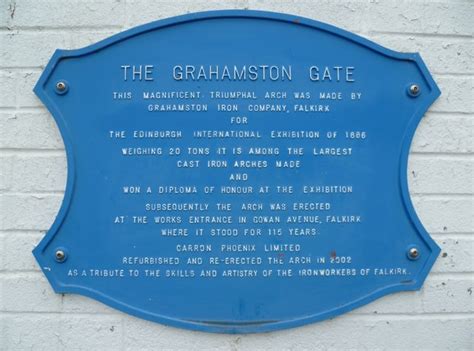 THE GRAHAMSTON GATE
THIS MAGNIFICENT, TRIUMPHAL ARCH WAS MADE BY
GRAHAMSTON IRON COMPANY, FALKIRK
FOR
THE EDINBURGH INTERNATIONAL EXHIBITION OF 1886
WEIGHING 20 TONS IT IS AMONG THE LARGEST
CAST IRON ARCHES MADE
AND
WON A DIPLOMA OF HONOUR AT THE EXHIBITION
SUBSEQUENTLY THE ARCH WAS ERECTED
AT THE WORKS ENTRANCE IN GOWAN AVENUE, FALKIRK
WHERE IT STOOD FOR 115 YEARS.
CARRON PHOENIX LIMITED
REFURBISHED AND RE-ERECTED THE ARCH IN 2002
AS A TRIBUTE TO THE SKILLS AND ARTISTRY OF THE IRONWORKERS OF FALKIRK.